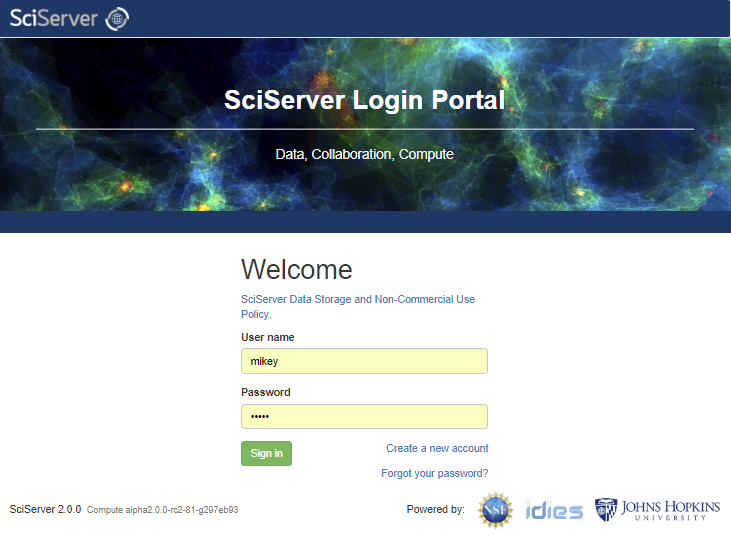 SciServer
SciServer Login Portal
Data, Collaboration, Compute
Welcome
SciServer Data Storage and Non-Commercial Use
Policy.
User name
mikey
Password
•••••
Sign in
Create a new account
Forgot your password?
SciServer 2.0.0 Compute alpha2.0.0-rc2-81-g297eb93
Powered by:
NSF
idies
JOHNS HOPKINS
UNIVERSITY